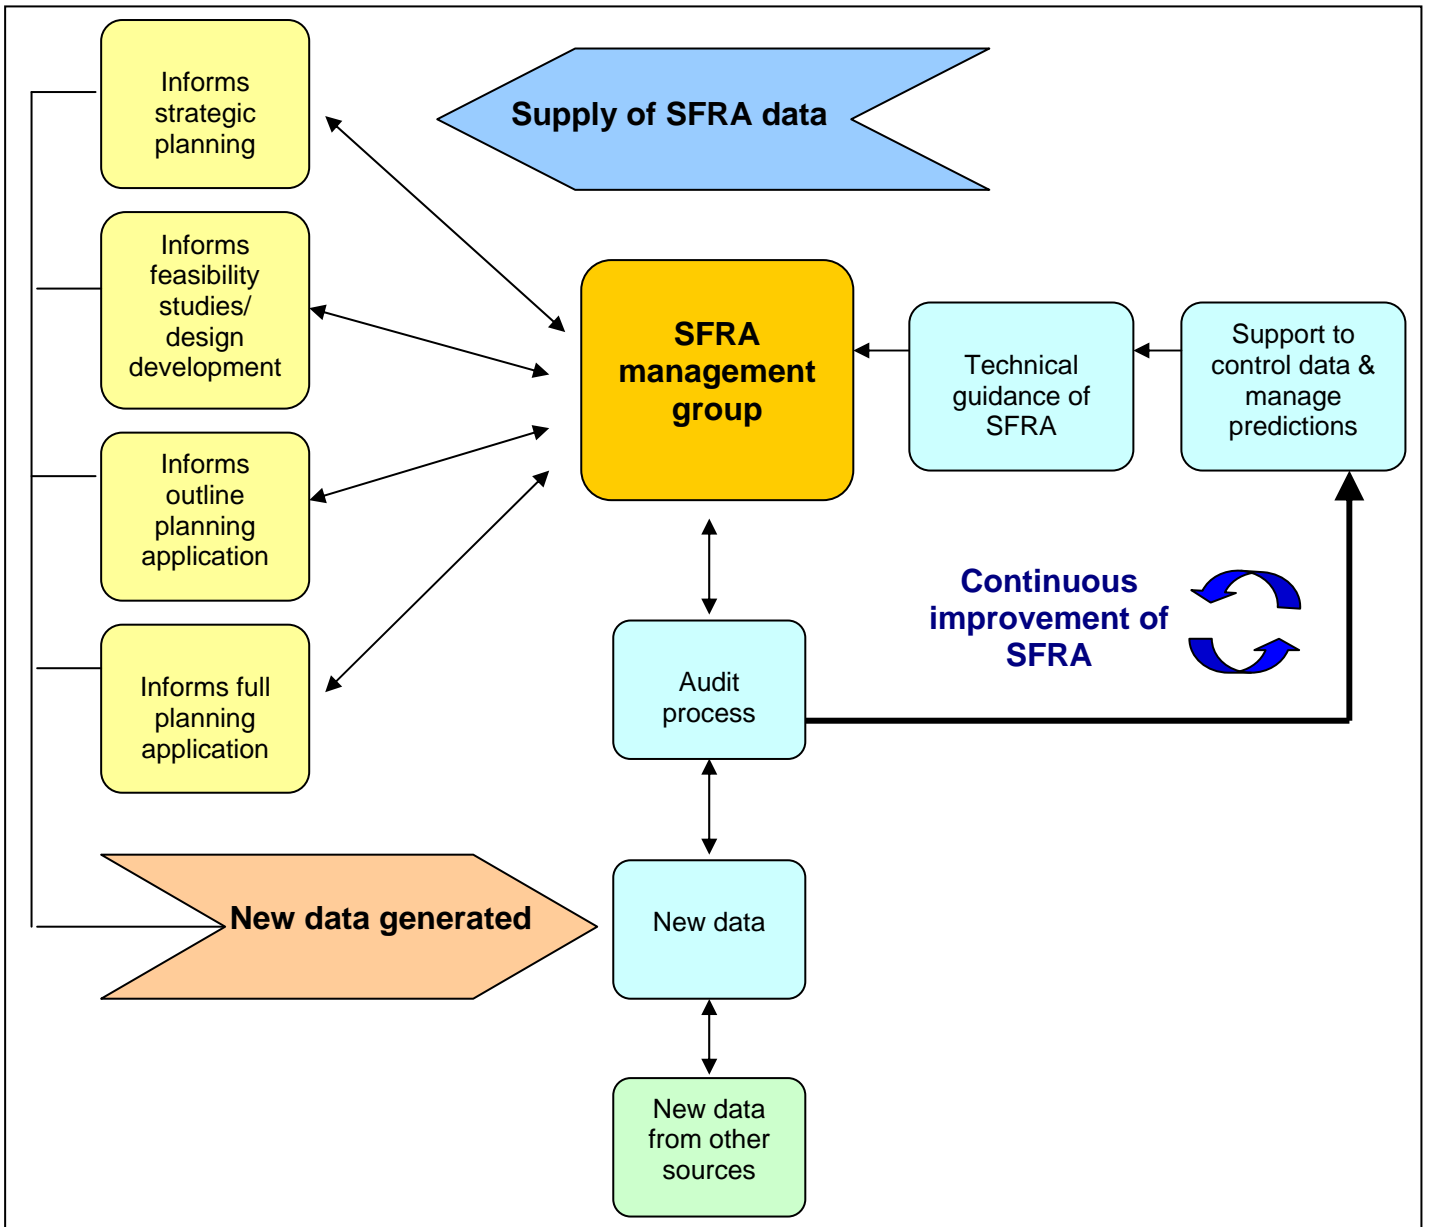 Informs
strategic
planning
Supply of SFRA data
Informs
feasibility
studies/
design
development
SFRA
management
group
Technical
guidance of
SFRA
Support to
control data &
manage
predictions
Informs
outline
planning
application
Continuous
improvement of
SFRA
Informs full
planning
application
Audit
process
New data generated
New data
New data
from other
sources